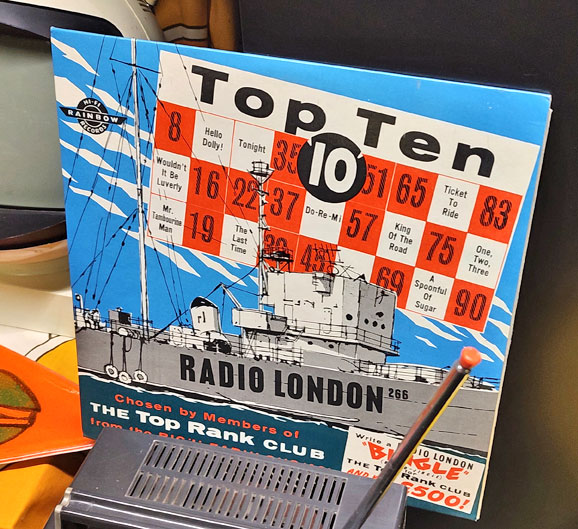 Top Ten
10
HI-FI
RAINBOW
RECORDS
8
Hello
Dolly!
Tonight
35
51
65
Ticket
To
Ride
83
Wouldn't
It Be
Luverly
16
22
37
Do-Re-Mi
57
King
Of The
Road
75
One,
Two,
Three
Mr.
Tambourine
Man
19
The
Last
Time
69
A
Spoonful
Of
Sugar
90
RADIO LONDON 266
Chosen by Members of
THE Top Rank CLUB
from the
Write a
LONDON
THE
Rank CLUB